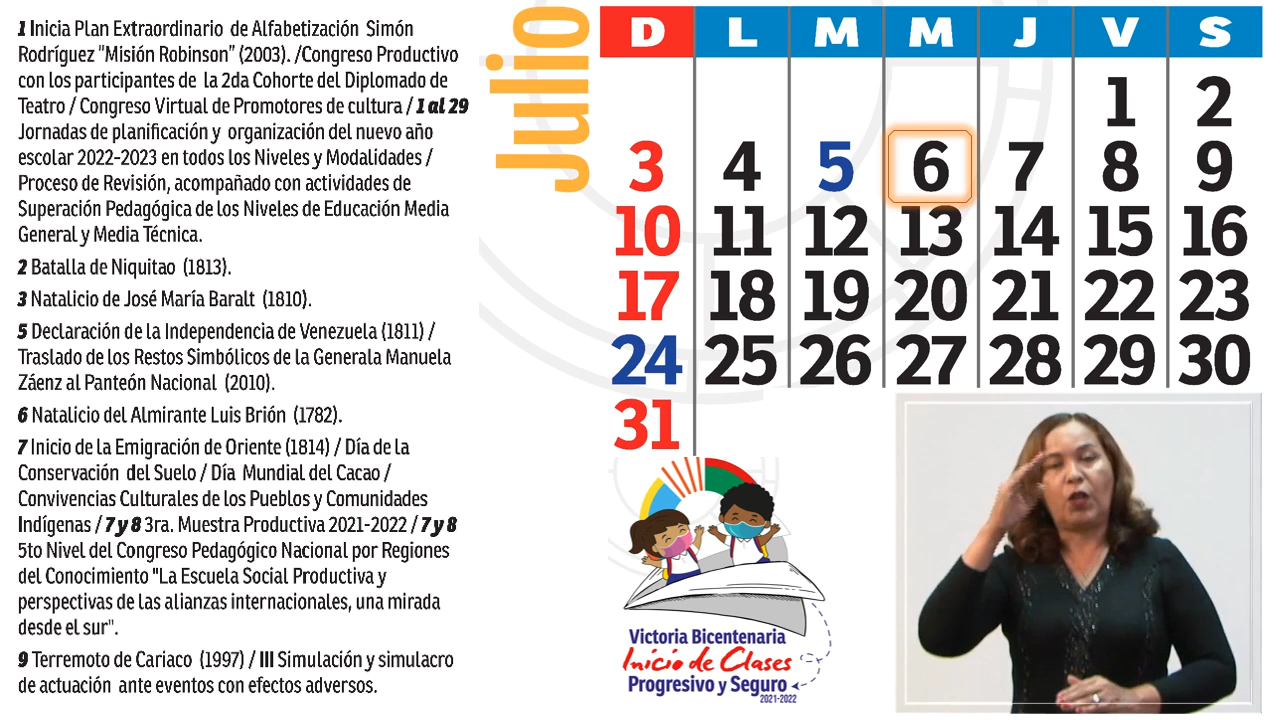 1 Inicia Plan Extraordinario de Alfabetización Simón
Rodríguez "Misión Robinson" (2003). /Congreso Productivo
con los participantes de la 2da Cohorte del Diplomado de
Teatro / Congreso Virtual de Promotores de cultura / 1 al 29
Jornadas de planificación y organización del nuevo año
escolar 2022-2023 en todos los Niveles y Modalidades /
Proceso de Revisión, acompañado con actividades de
Superación Pedagógica de los Niveles de Educación Media
General y Media Técnica.
2 Batalla de Niquitao (1813).
3 Natalicio de José María Baralt (1810).
5 Declaración de la Independencia de Venezuela (1811) /
Traslado de los Restos Simbólicos de la Generala Manuela
Záenz al Panteón Nacional (2010).
6 Natalicio del Almirante Luis Brión (1782).
7 Inicio de la Emigración de Oriente (1814) / Día de la
Conservación del Suelo / Día Mundial del Cacao /
Convivencias Culturales de los Pueblos y Comunidades
Indígenas / 7 y 8 3ra. Muestra Productiva 2021-2022 / 7 y 8
5to Nivel del Congreso Pedagógico Nacional por Regiones
del Conocimiento "La Escuela Social Productiva y
perspectivas de las alianzas internacionales, una mirada
desde el sur".
9 Terremoto de Cariaco (1997) / III Simulación y simulacro
de actuación ante eventos con efectos adversos.
Julio
D L M M J V S
1 2
3 4 5 6 7 8 9
10 11 12 13 14 15 16
17 18 19 20 21 22 23
24 25 26 27 28 29 30
31
Victoria Bicentenaria
Inicio de Clases
Progresivo y Seguro
2021-2022